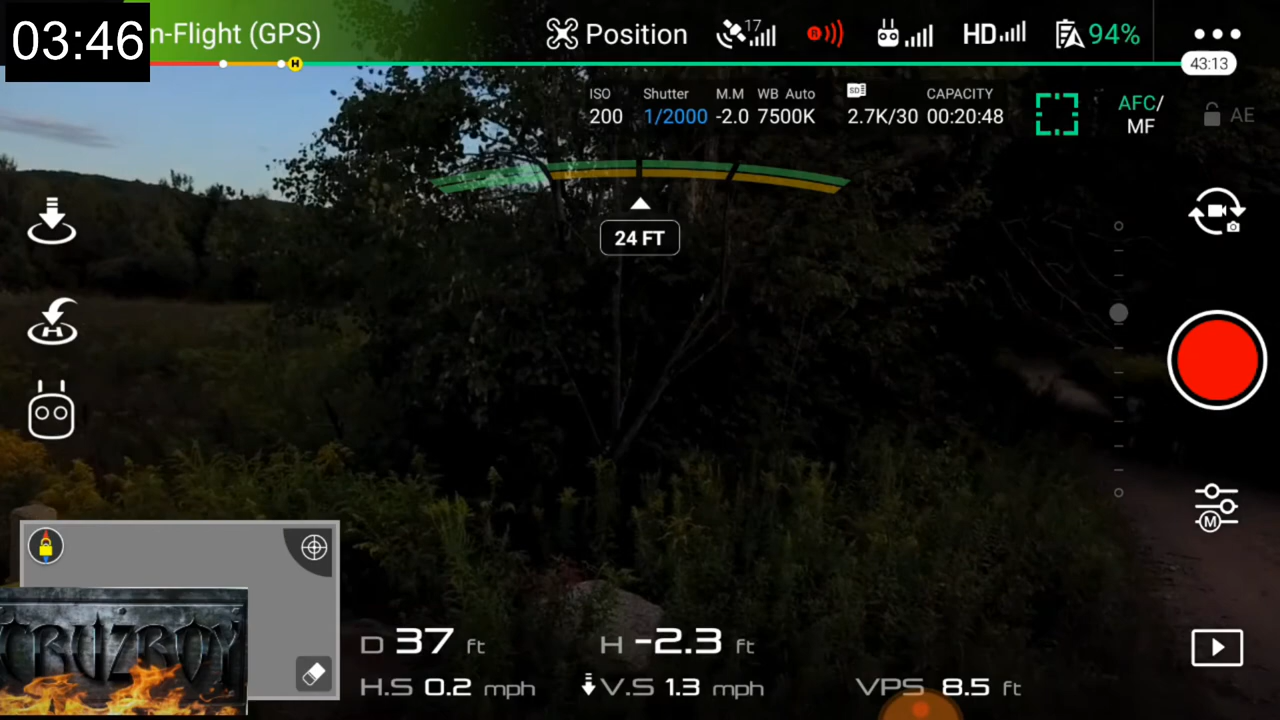 03:46
n-Flight (GPS)
Position
17
R
HD
94%
H
43:13
ISO
200
Shutter
1/2000
M.M
-2.0
WB Auto
7500K
SD
2.7K/30
CAPACITY
00:20:48
AFC/
MF
AE
24 FT
H
M
CRUZBOY
D 37 ft
H -2.3 ft
H.S 0.2 mph
V.S 1.3 mph
VPS 8.5 ft